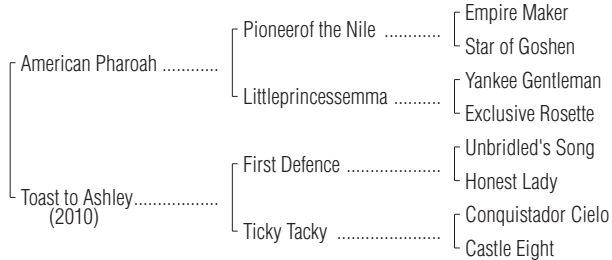 Empire Maker
Pioneerof the Nile ............
Star of Goshen
American Pharoah ............
Yankee Gentleman
Littleprincessemma ..........
Exclusive Rosette
Unbridled's Song
First Defence ....................
Honest Lady
Toast to Ashley..................
(2010)
Conquistador Cielo
Ticky Tacky ......................
Castle Eight